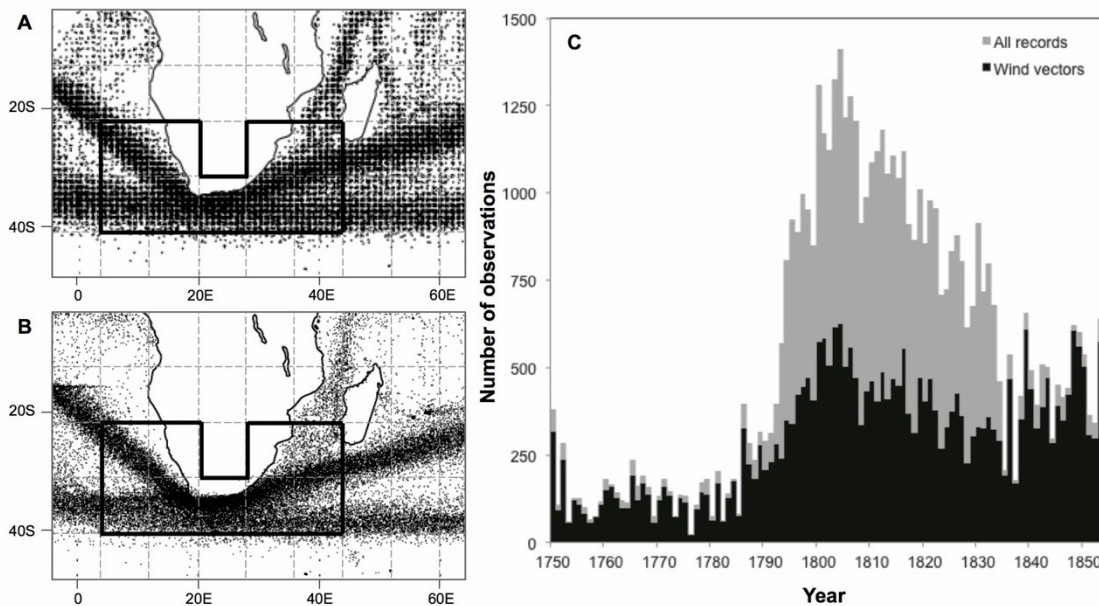 A
20S
40S
0
20E
40E
60E
B
20S
40S
0
20E
40E
60E
C
All records
Wind vectors
Number of observations
1500
1250
1000
750
500
250
0
1750
1760
1770
1780
1790
1800
1810
1820
1830
1840
1850
Year